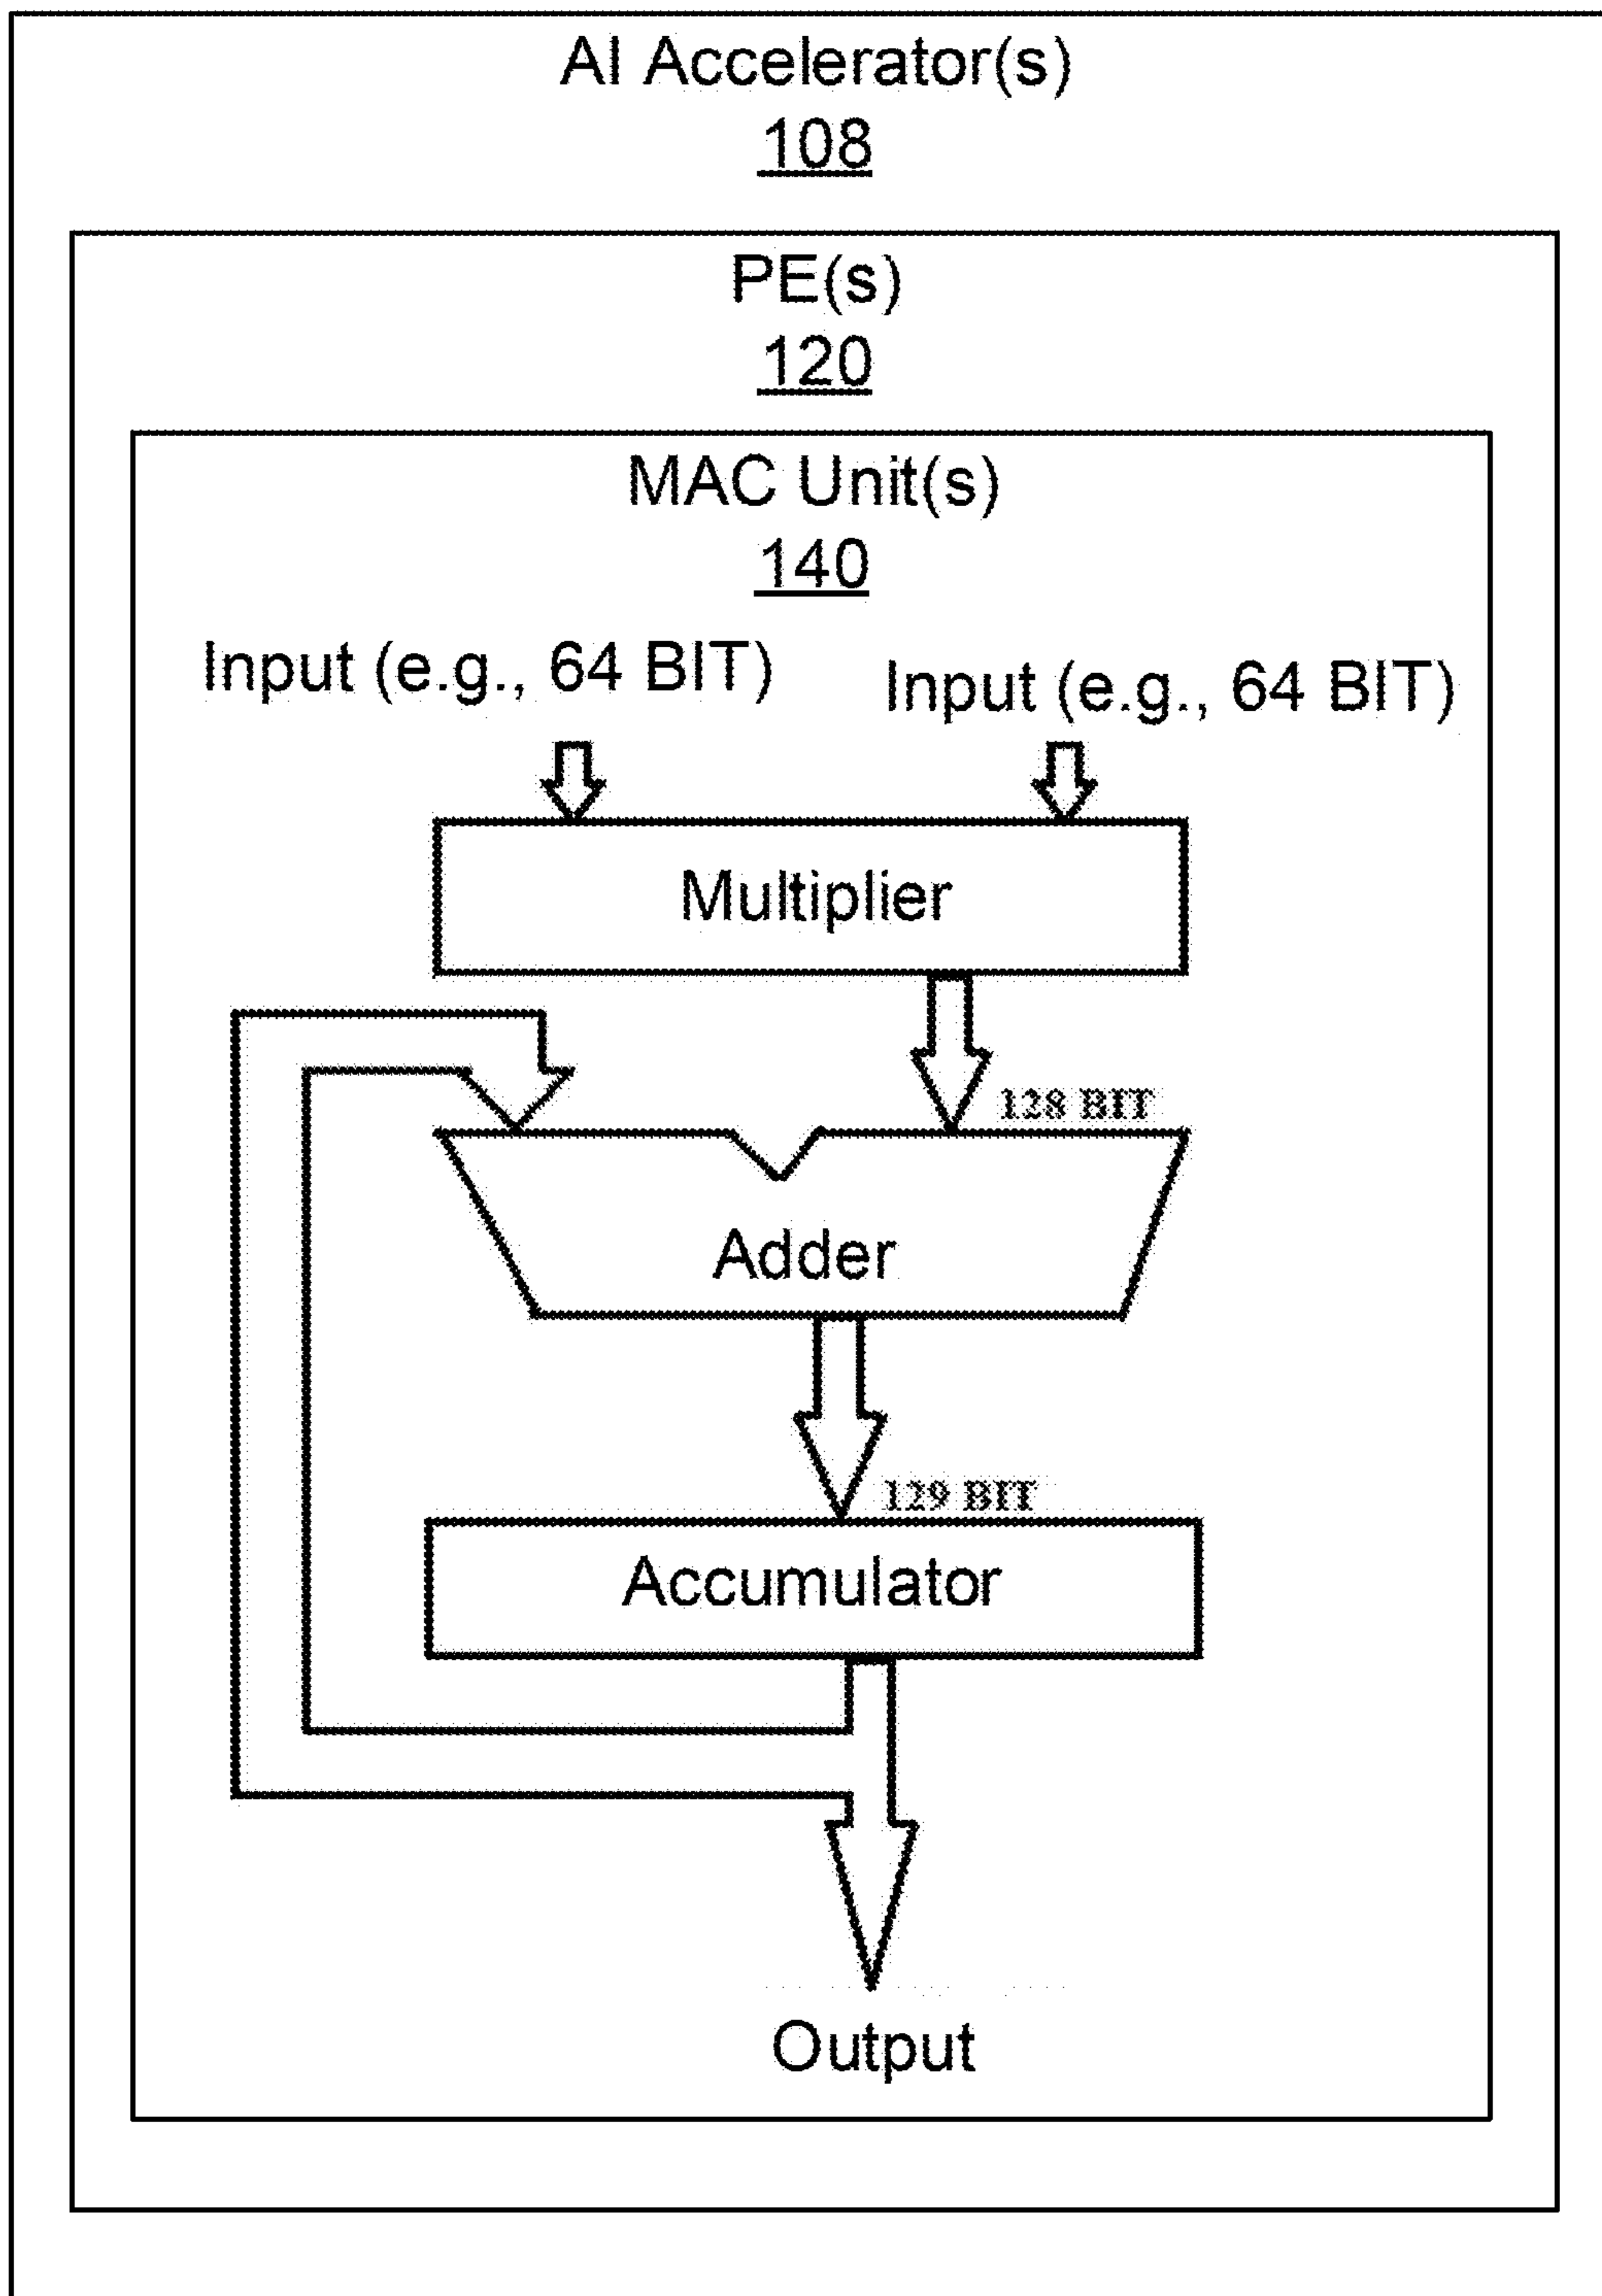 AI Accelerator(s)
108
PE(s)
120
MAC Unit(s)
140
Input (e.g., 64 BIT)
Input (e.g., 64 BIT)
Multiplier
128 BIT
Adder
129 BIT
Accumulator
Output